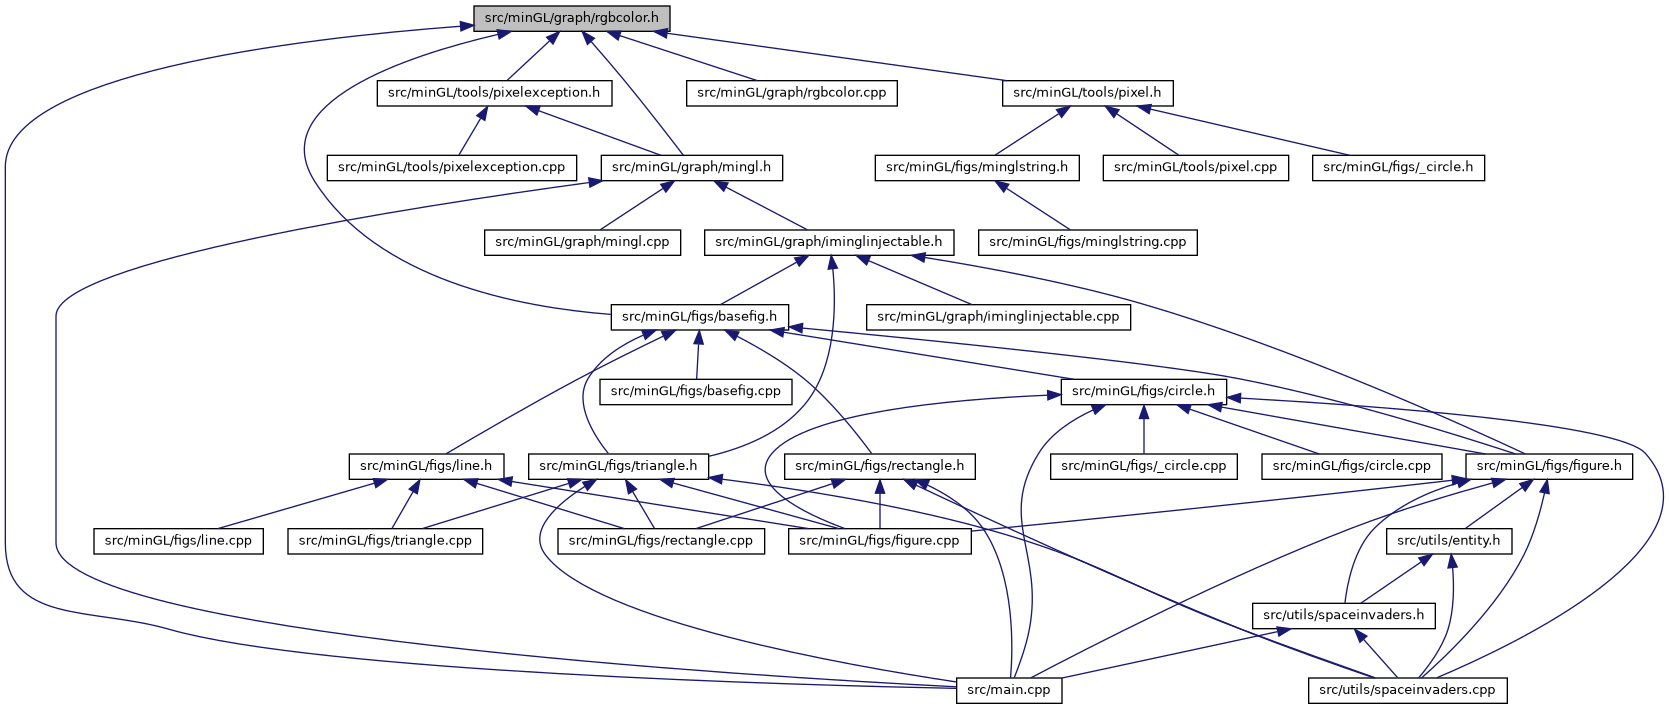 src/minGL/graph/rgbcolor.h
src/minGL/tools/pixelexception.h
src/minGL/graph/rgbcolor.cpp
src/minGL/tools/pixel.h
src/minGL/tools/pixelexception.cpp
src/minGL/graph/mingl.h
src/minGL/figs/minglstring.h
src/minGL/tools/pixel.cpp
src/minGL/figs/_circle.h
src/minGL/graph/mingl.cpp
src/minGL/graph/iminglinjectable.h
src/minGL/figs/minglstring.cpp
src/minGL/figs/basefig.h
src/minGL/graph/iminglinjectable.cpp
src/minGL/figs/basefig.cpp
src/minGL/figs/circle.h
src/minGL/figs/line.h
src/minGL/figs/triangle.h
src/minGL/figs/rectangle.h
src/minGL/figs/_circle.cpp
src/minGL/figs/circle.cpp
src/minGL/figs/figure.h
src/minGL/figs/line.cpp
src/minGL/figs/triangle.cpp
src/minGL/figs/rectangle.cpp
src/minGL/figs/figure.cpp
src/utils/entity.h
src/utils/spaceinvaders.h
src/main.cpp
src/utils/spaceinvaders.cpp